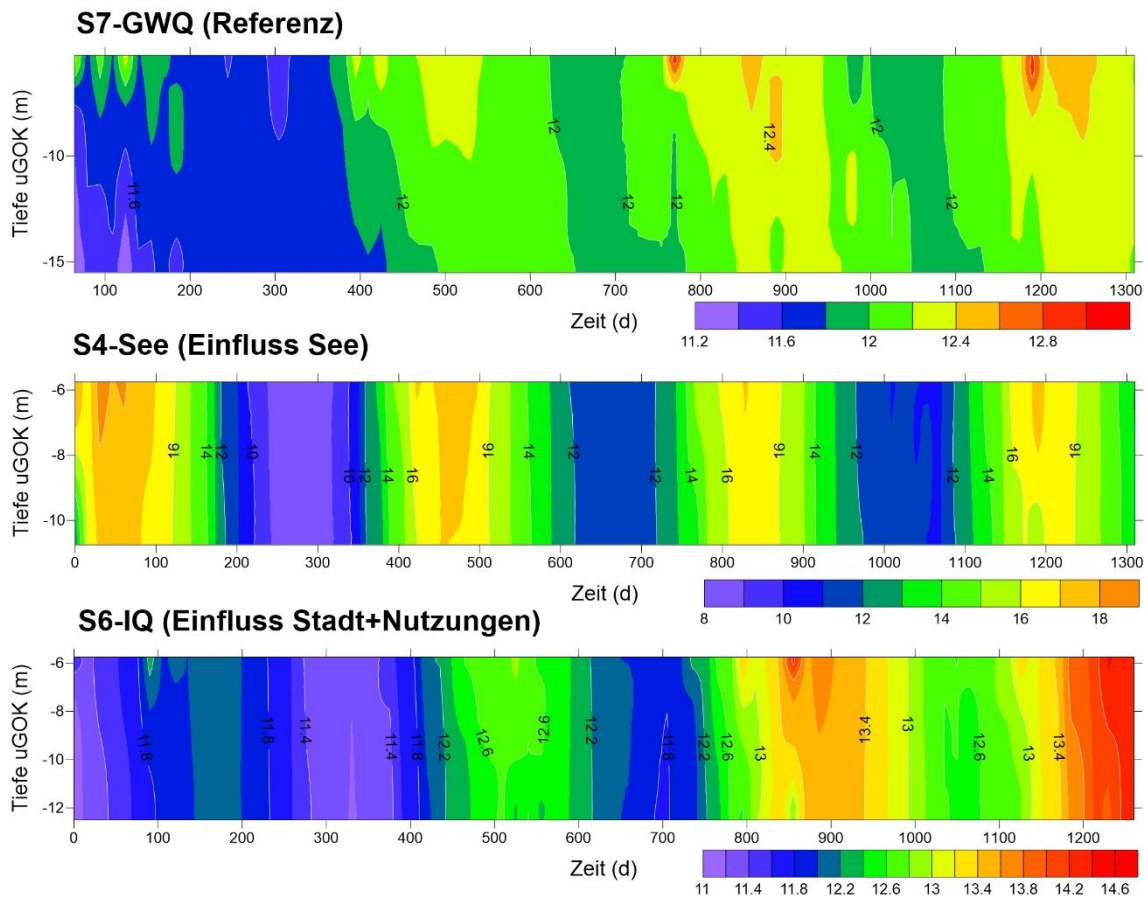 S7-GWQ (Referenz)
Tiefe uGOK (m)
-10
-15
11.6
12
12
12
12
12.4
12
12
100 200 300 400 500 600 700 800 900 1000 1100 1200 1300
Zeit (d)
11.2 11.6 12 12.4 12.8
S4-See (Einfluss See)
Tiefe uGOK (m)
-6
-8
-10
16 14 12 10 10 12 14 16 16 14 12 12 14 16 16 14 12 12 14 16 16
0 100 200 300 400 500 600 700 800 900 1000 1100 1200 1300
Zeit (d)
8 10 12 14 16 18
S6-IQ (Einfluss Stadt+Nutzungen)
Tiefe uGOK (m)
-6
-8
-10
-12
11.8 11.8 11.4 11.4 11.8 12.2 12.6 12.6 12.2 11.8 12.2 12.6 13 13.4 13 12.6 13 13.4
0 100 200 300 400 500 600 700 800 900 1000 1100 1200
Zeit (d)
11 11.4 11.8 12.2 12.6 13 13.4 13.8 14.2 14.6